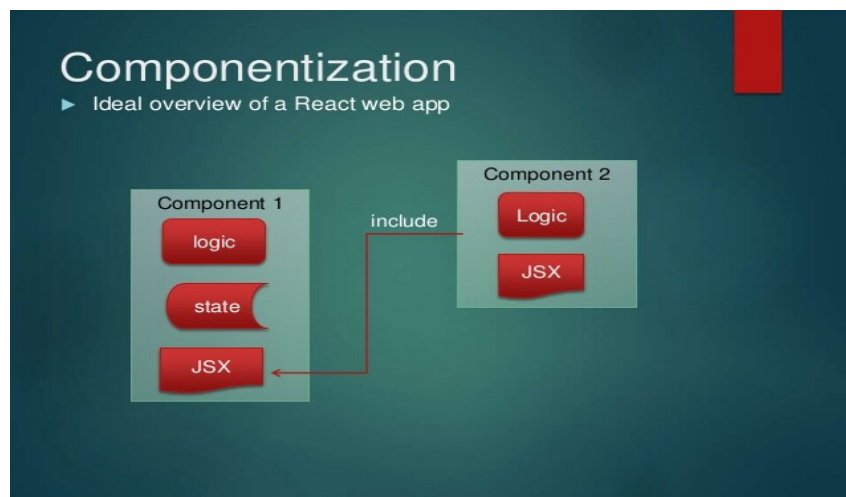 Componentization
Ideal overview of a React web app
Component 1
logic
state
JSX
include
Component 2
Logic
JSX